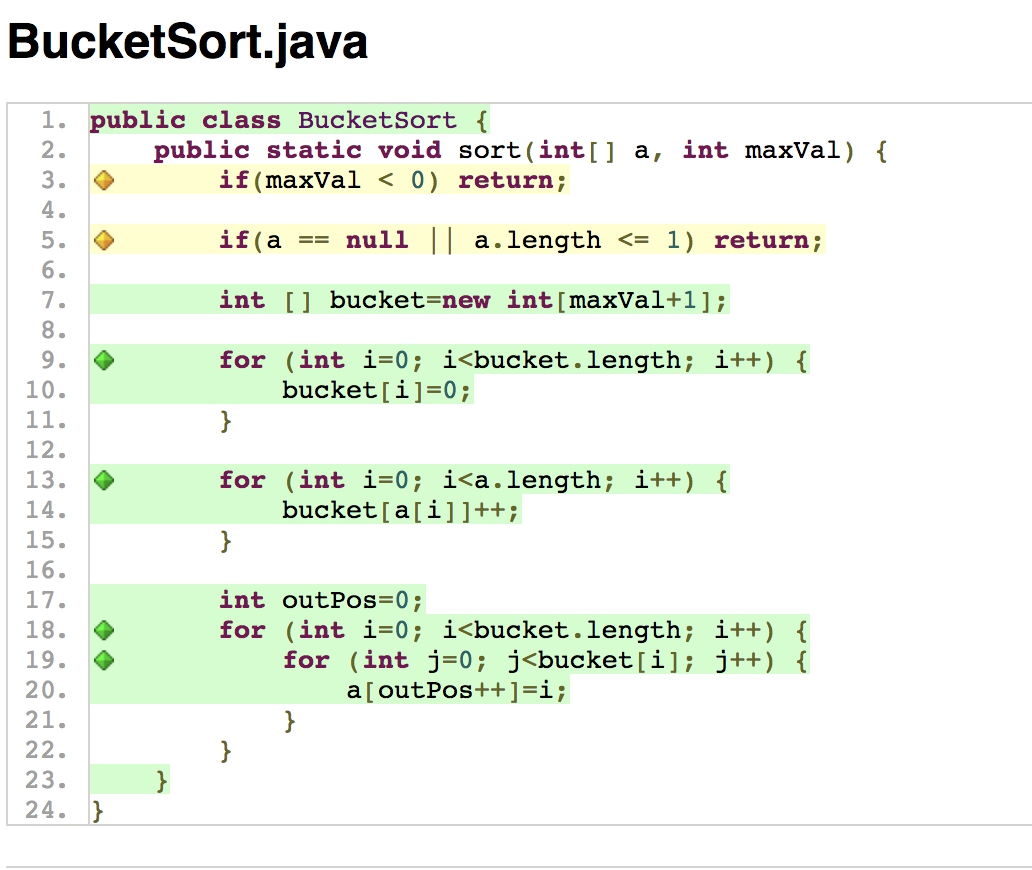 BucketSort.java
1. public class BucketSort {
2.     public static void sort(int[] a, int maxVal) {
3.         if(maxVal < 0) return;
4.
5.         if(a == null || a.length <= 1) return;
6.
7.         int [] bucket=new int[maxVal+1];
8.
9.         for (int i=0; i<bucket.length; i++) {
10.             bucket[i]=0;
11.         }
12.
13.         for (int i=0; i<a.length; i++) {
14.             bucket[a[i]]++;
15.         }
16.
17.         int outPos=0;
18.         for (int i=0; i<bucket.length; i++) {
19.             for (int j=0; j<bucket[i]; j++) {
20.                 a[outPos++]=i;
21.             }
22.         }
23.     }
24. }